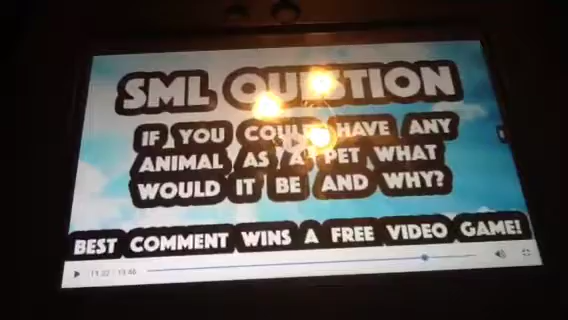 SML QUESTION
IF YOU COULD HAVE ANY
ANIMAL AS A PET WHAT
WOULD IT BE AND WHY?
BEST COMMENT WINS A FREE VIDEO GAME!